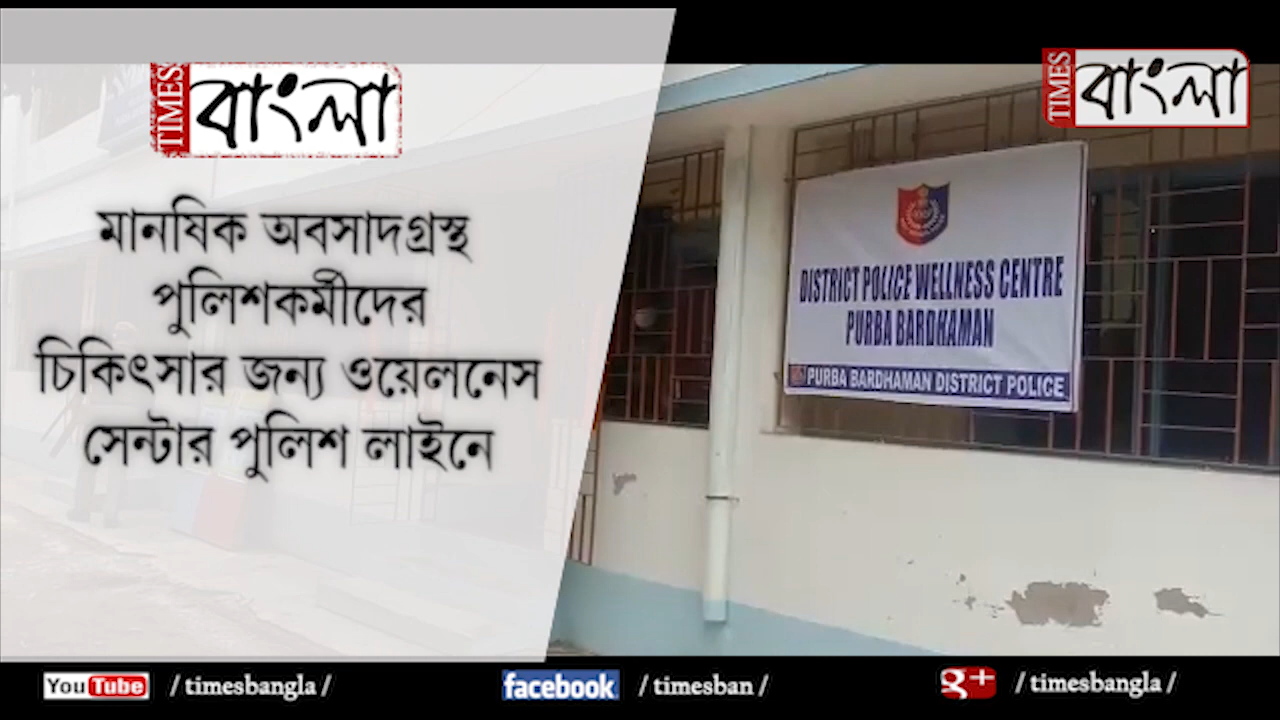 TIMES বাংলা
মানষিক অবসাদগ্রস্থ
পুলিশকর্মীদের
চিকিৎসার জন্য ওয়েলনেস
সেন্টার পুলিশ লাইনে
TIMES বাংলা
DISTRICT POLICE WELLNESS CENTRE
PURBA BARDHAMAN
PURBA BARDHAMAN DISTRICT POLICE
YouTube / timesbangla /
facebook / timesban /
g+ / timesbangla /